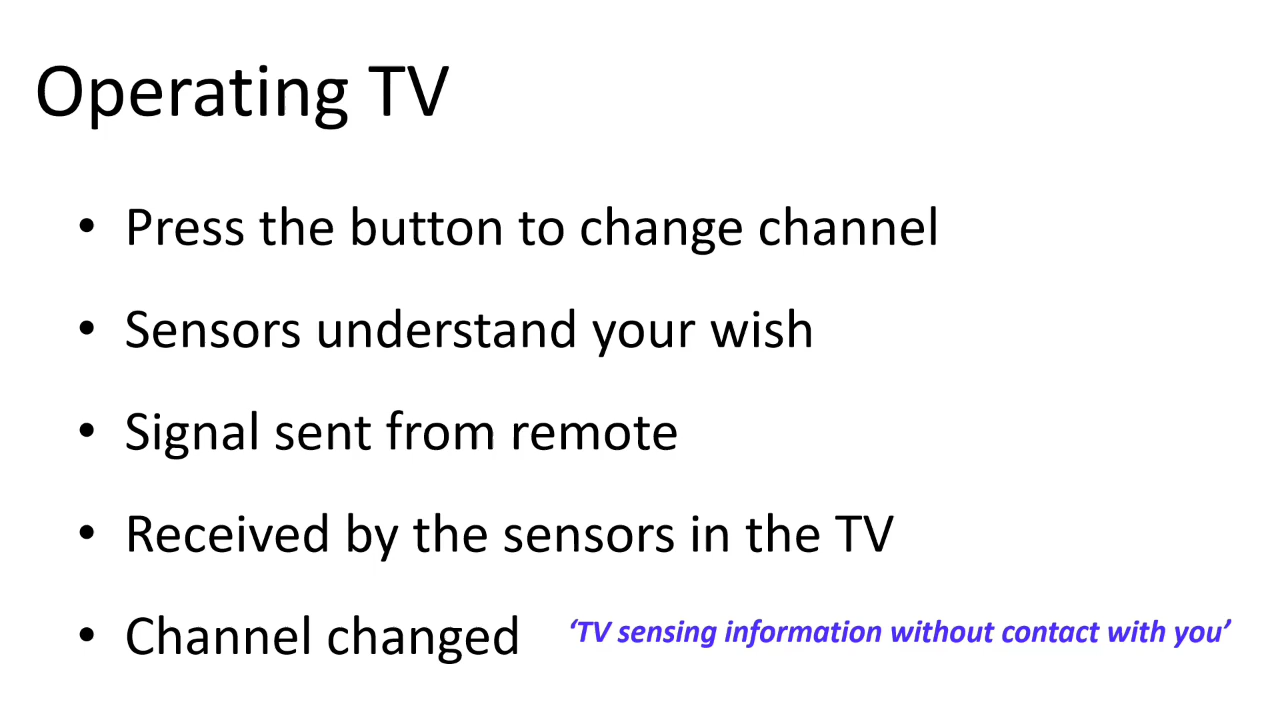 Operating TV
• Press the button to change channel
• Sensors understand your wish
• Signal sent from remote
• Received by the sensors in the TV
• Channel changed ‘TV sensing information without contact with you’